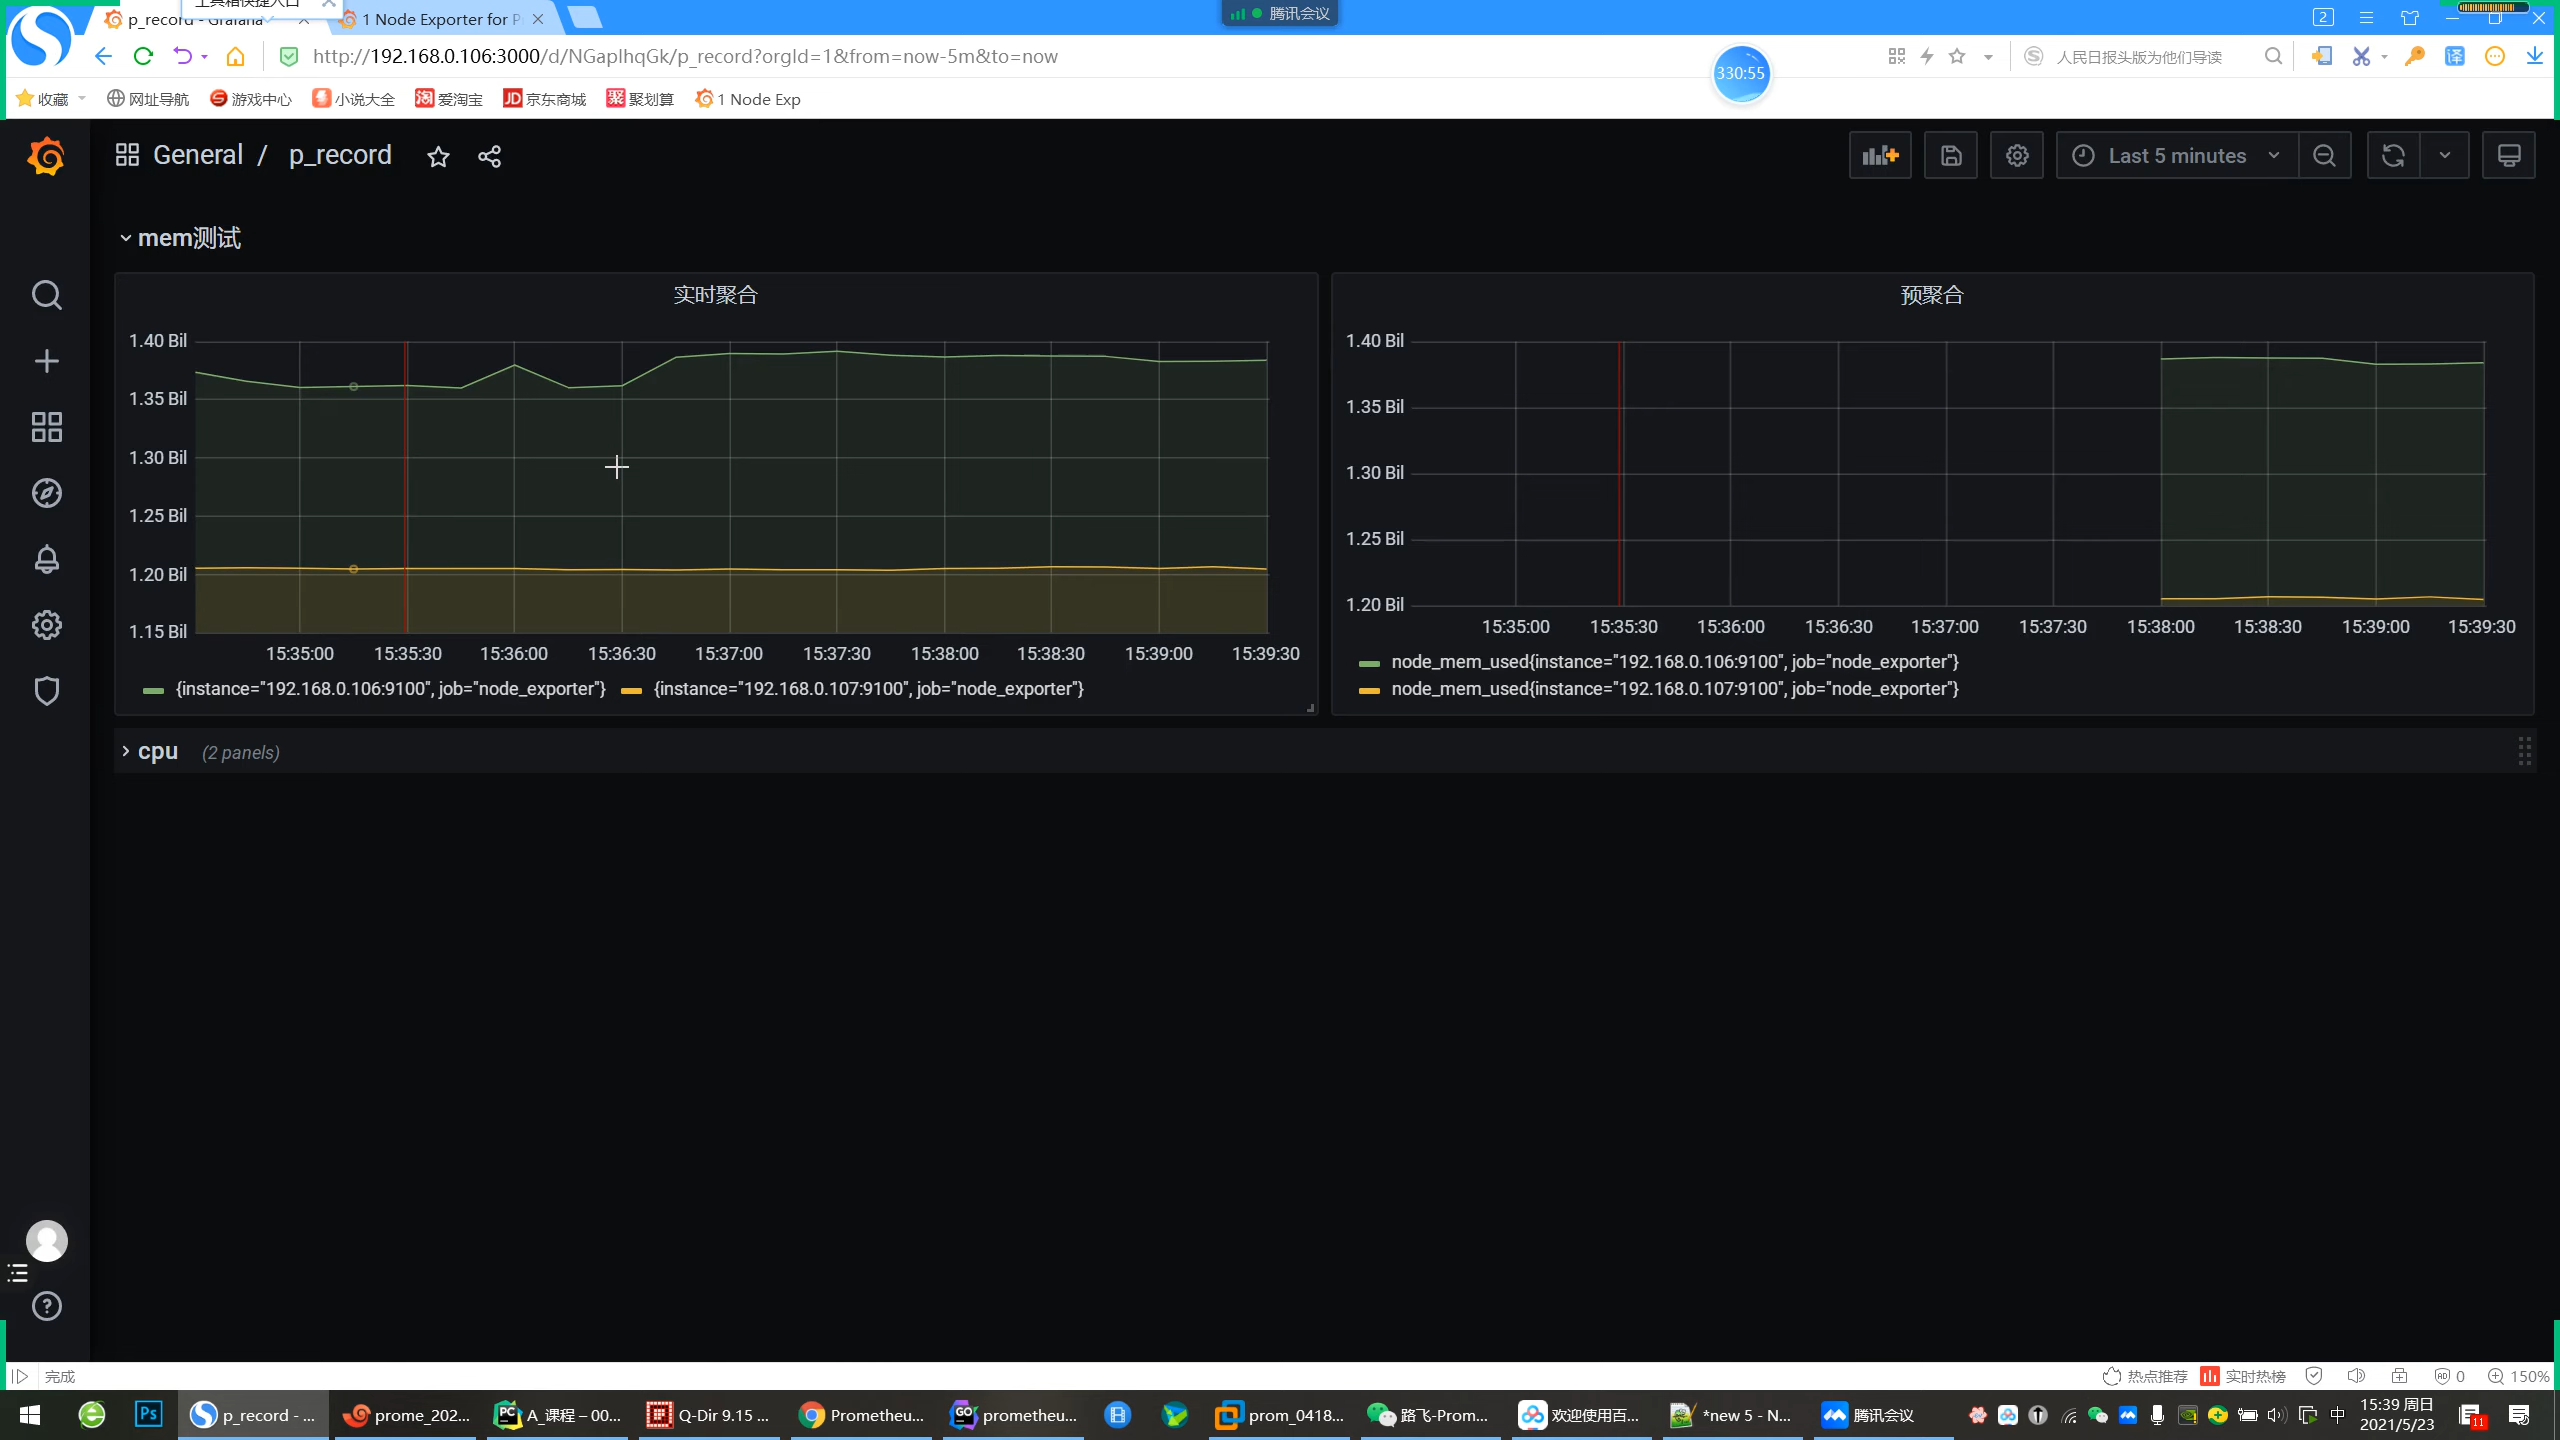 工具箱快捷入口
腾讯会议
p_record - Grafana
1 Node Exporter for P
2
http://192.168.0.106:3000/d/NGaplhqGk/p_record?orgId=1&from=now-5m&to=now
330:55
人民日报头版为他们导读
译
收藏 网址导航 游戏中心 小说大全 爱淘宝 京东商城 聚划算 1 Node Exp
General / p_record
Last 5 minutes
mem测试
实时聚合
1.40 Bil
1.35 Bil
1.30 Bil
1.25 Bil
1.20 Bil
1.15 Bil
15:35:00 15:35:30 15:36:00 15:36:30 15:37:00 15:37:30 15:38:00 15:38:30 15:39:00 15:39:30
{instance="192.168.0.106:9100", job="node_exporter"} {instance="192.168.0.107:9100", job="node_exporter"}
预聚合
1.40 Bil
1.35 Bil
1.30 Bil
1.25 Bil
1.20 Bil
15:35:00 15:35:30 15:36:00 15:36:30 15:37:00 15:37:30 15:38:00 15:38:30 15:39:00 15:39:30
node_mem_used{instance="192.168.0.106:9100", job="node_exporter"}
node_mem_used{instance="192.168.0.107:9100", job="node_exporter"}
cpu (2 panels)
完成
热点推荐 实时热榜 0 150%
Ps p_record - ... prome_202... A_课程 – 00... Q-Dir 9.15 ... Prometheu... prometheu... prom_0418... 路飞-Prom... 欢迎使用百... *new 5 - N... 腾讯会议
中
15:39 周日
2021/5/23
11